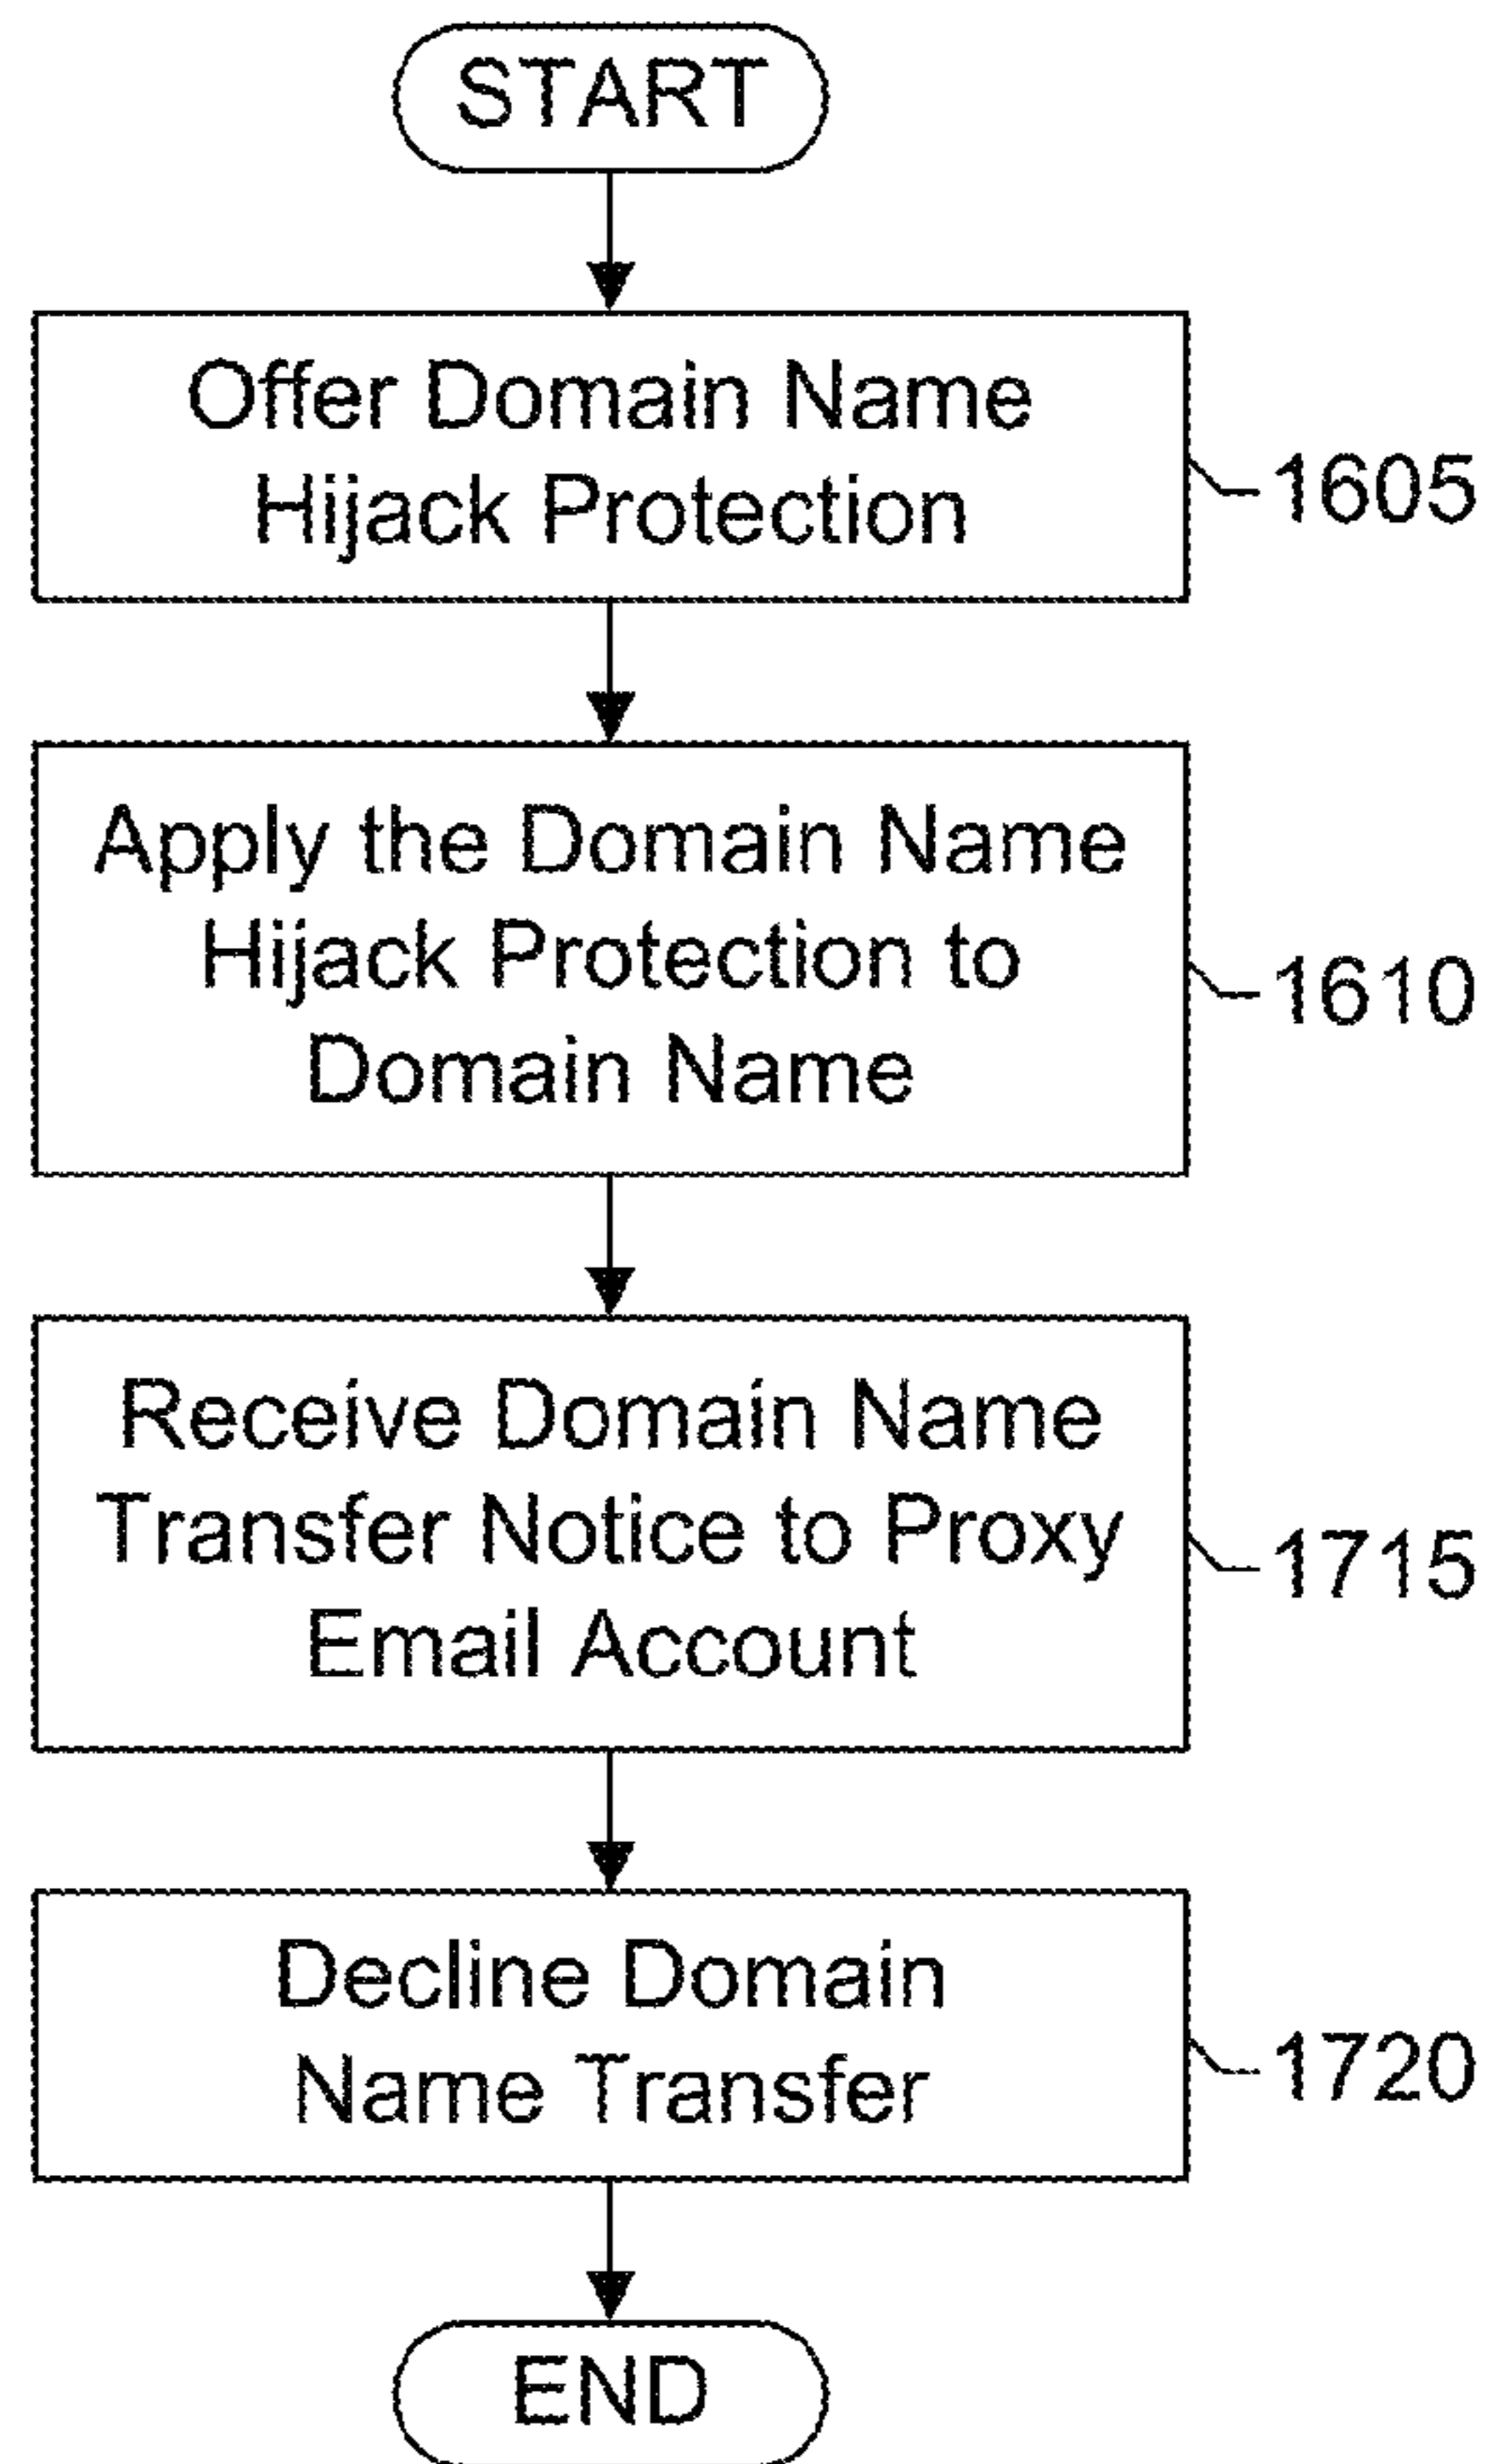 START
Offer Domain Name
Hijack Protection
1605
Apply the Domain Name
Hijack Protection to
Domain Name
1610
Receive Domain Name
Transfer Notice to Proxy
Email Account
1715
Decline Domain
Name Transfer
1720
END